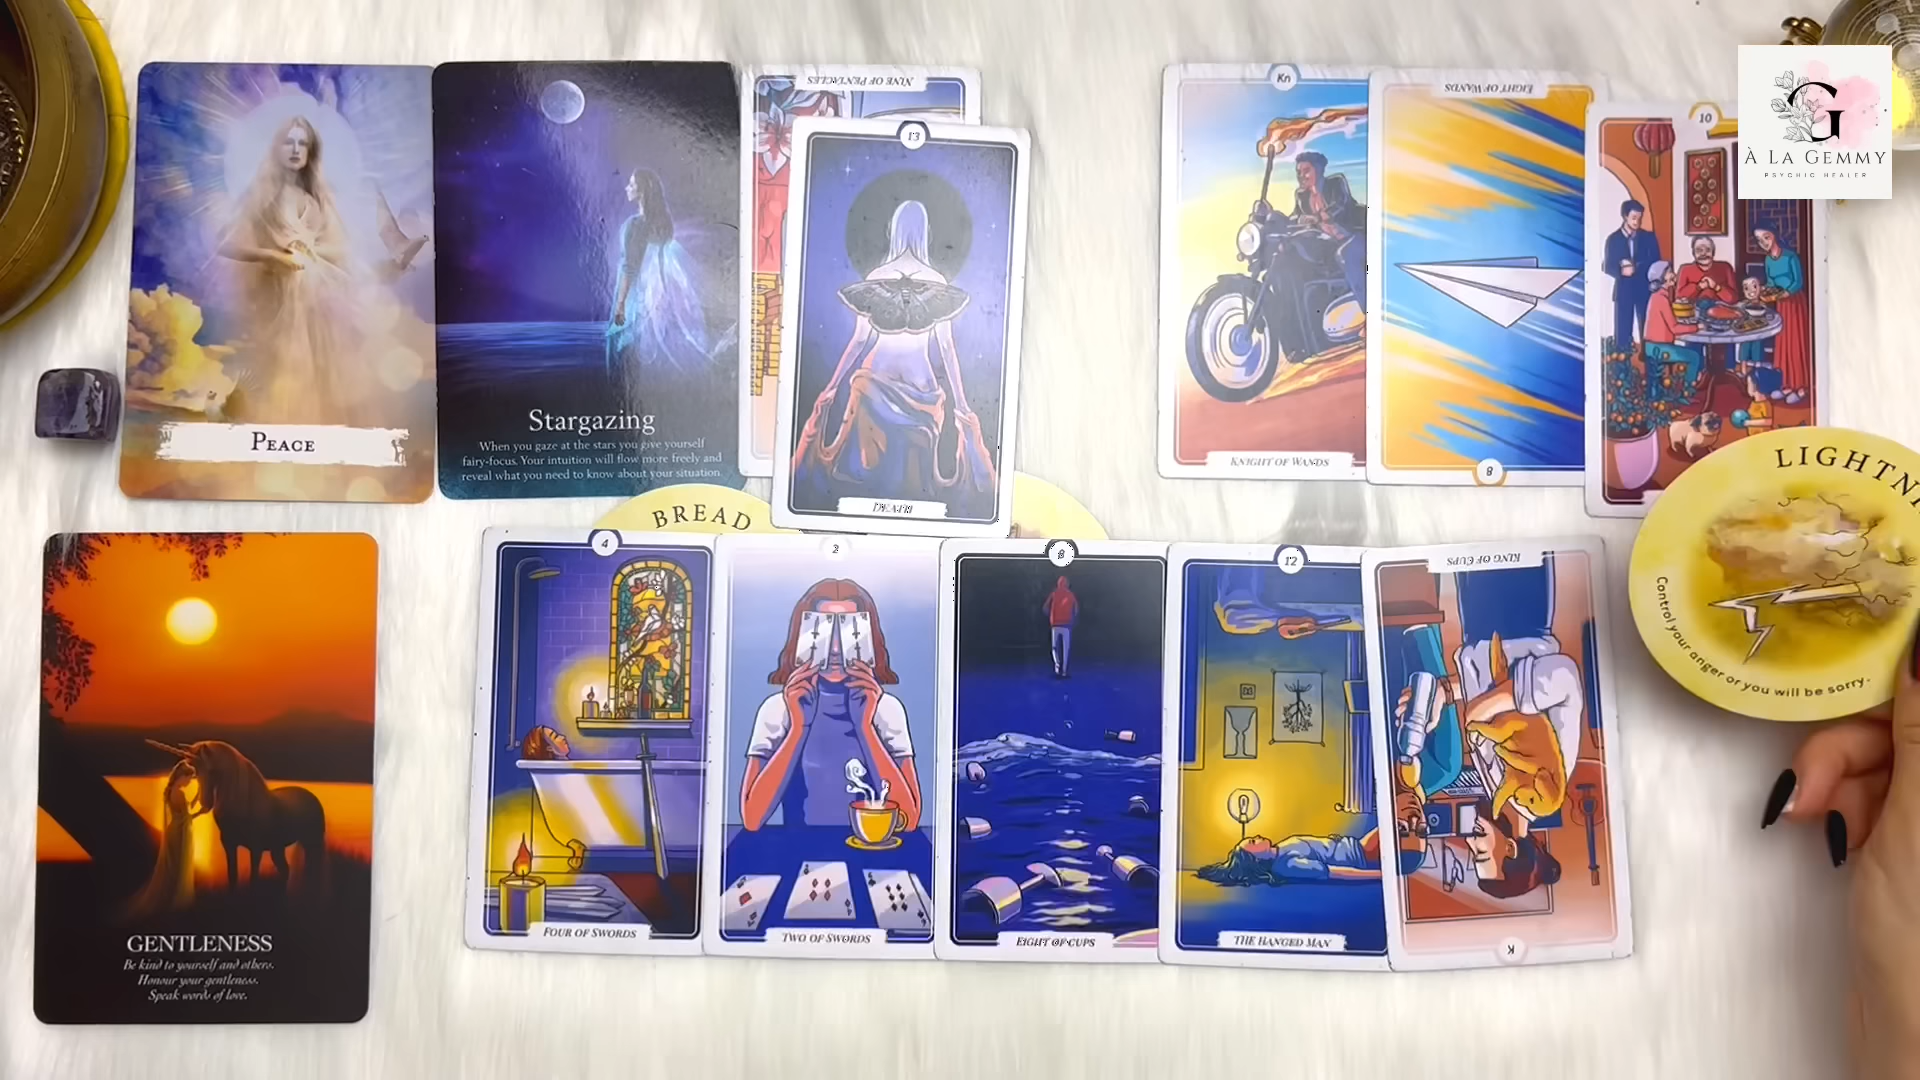 PEACE
Stargazing
When you gaze at the stars you give yourself
fairy-focus. Your intuition will flow more freely and
reveal what you need to know about your situation.
NINE OF PENTACLES
13
DEATH
Kn
KNIGHT OF WANDS
EIGHT OF WANDS
8
10
G
À LA GEMMY
PSYCHIC HEALER
BREAD
LIGHTNI
Control your anger or you will be sorry.
GENTLENESS
Be kind to yourself and others.
Honour your gentleness.
Speak words of love.
4
FOUR OF SWORDS
2
TWO OF SWORDS
8
EIGHT OF CUPS
12
THE HANGED MAN
KING OF CUPS
K